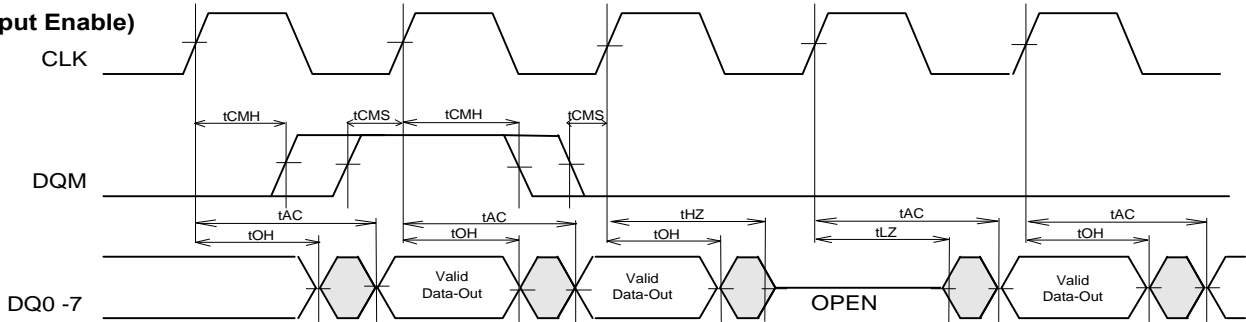 put Enable)
CLK
tCMH tCMS tCMH tCMS
DQM
tAC tAC tHZ tAC tAC
tOH tOH tOH tLZ tOH
DQ0 -7
Valid
Data-Out
Valid
Data-Out
OPEN
Valid
Data-Out